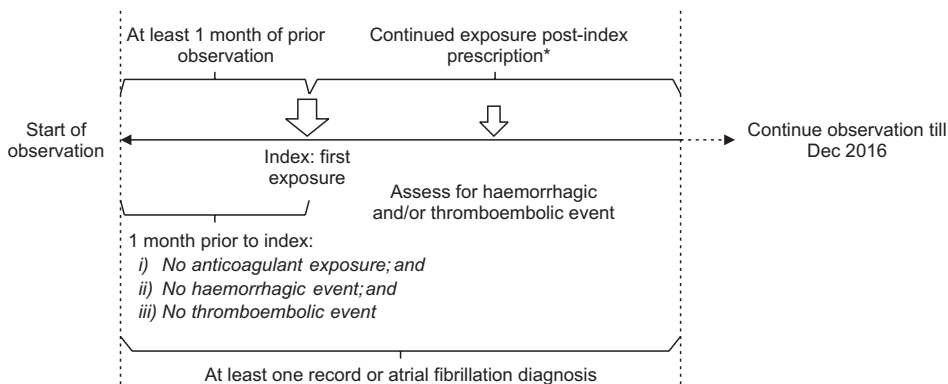 At least 1 month of prior
observation
Continued exposure post-index
prescription*
Start of
observation
Continue observation till
Dec 2016
Index: first
exposure
Assess for haemorrhagic
and/or thromboembolic event
1 month prior to index:
i) No anticoagulant exposure; and
ii) No haemorrhagic event; and
iii) No thromboembolic event
At least one record or atrial fibrillation diagnosis